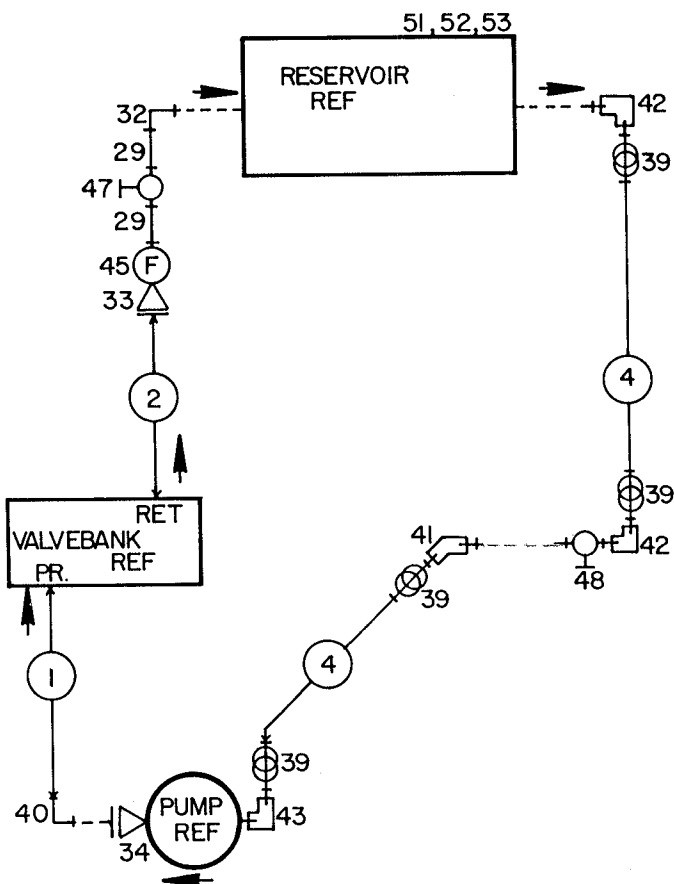 51, 52, 53
RESERVOIR
REF
32
42
29
39
47
29
45 F
33
4
2
39
RET
VALVEBANK
REF
PR.
41
42
48
39
4
1
39
40
PUMP
REF
43
34